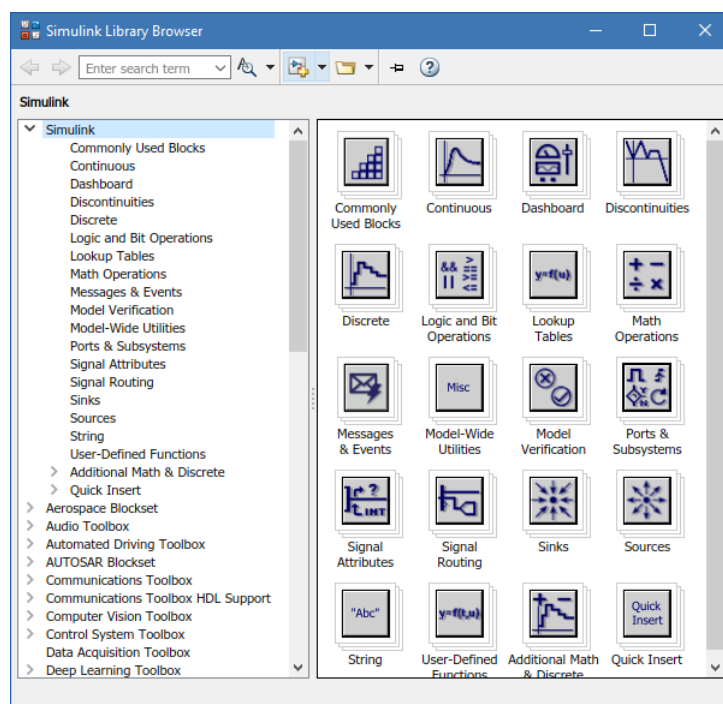 Simulink Library Browser
Enter search term
Simulink
Simulink
Commonly Used Blocks
Continuous
Dashboard
Discontinuities
Discrete
Logic and Bit Operations
Lookup Tables
Math Operations
Messages & Events
Model Verification
Model-Wide Utilities
Ports & Subsystems
Signal Attributes
Signal Routing
Sinks
Sources
String
User-Defined Functions
Additional Math & Discrete
Quick Insert
Aerospace Blockset
Audio Toolbox
Automated Driving Toolbox
AUTOSAR Blockset
Communications Toolbox
Communications Toolbox HDL Support
Computer Vision Toolbox
Control System Toolbox
Data Acquisition Toolbox
Deep Learning Toolbox
Commonly
Used Blocks
Continuous
Dashboard
Discontinuities
&& >
==
|| <=
y=f(u)
+ −
÷ ×
Discrete
Logic and Bit
Operations
Lookup
Tables
Math
Operations
Misc
Messages
& Events
Model-Wide
Utilities
Model
Verification
Ports &
Subsystems
?
t INT
Signal
Attributes
Signal
Routing
Sinks
Sources
"Abc"
y=f(t,u)
Quick
Insert
String
User-Defined
Functions
Additional Math
& Discrete
Quick Insert